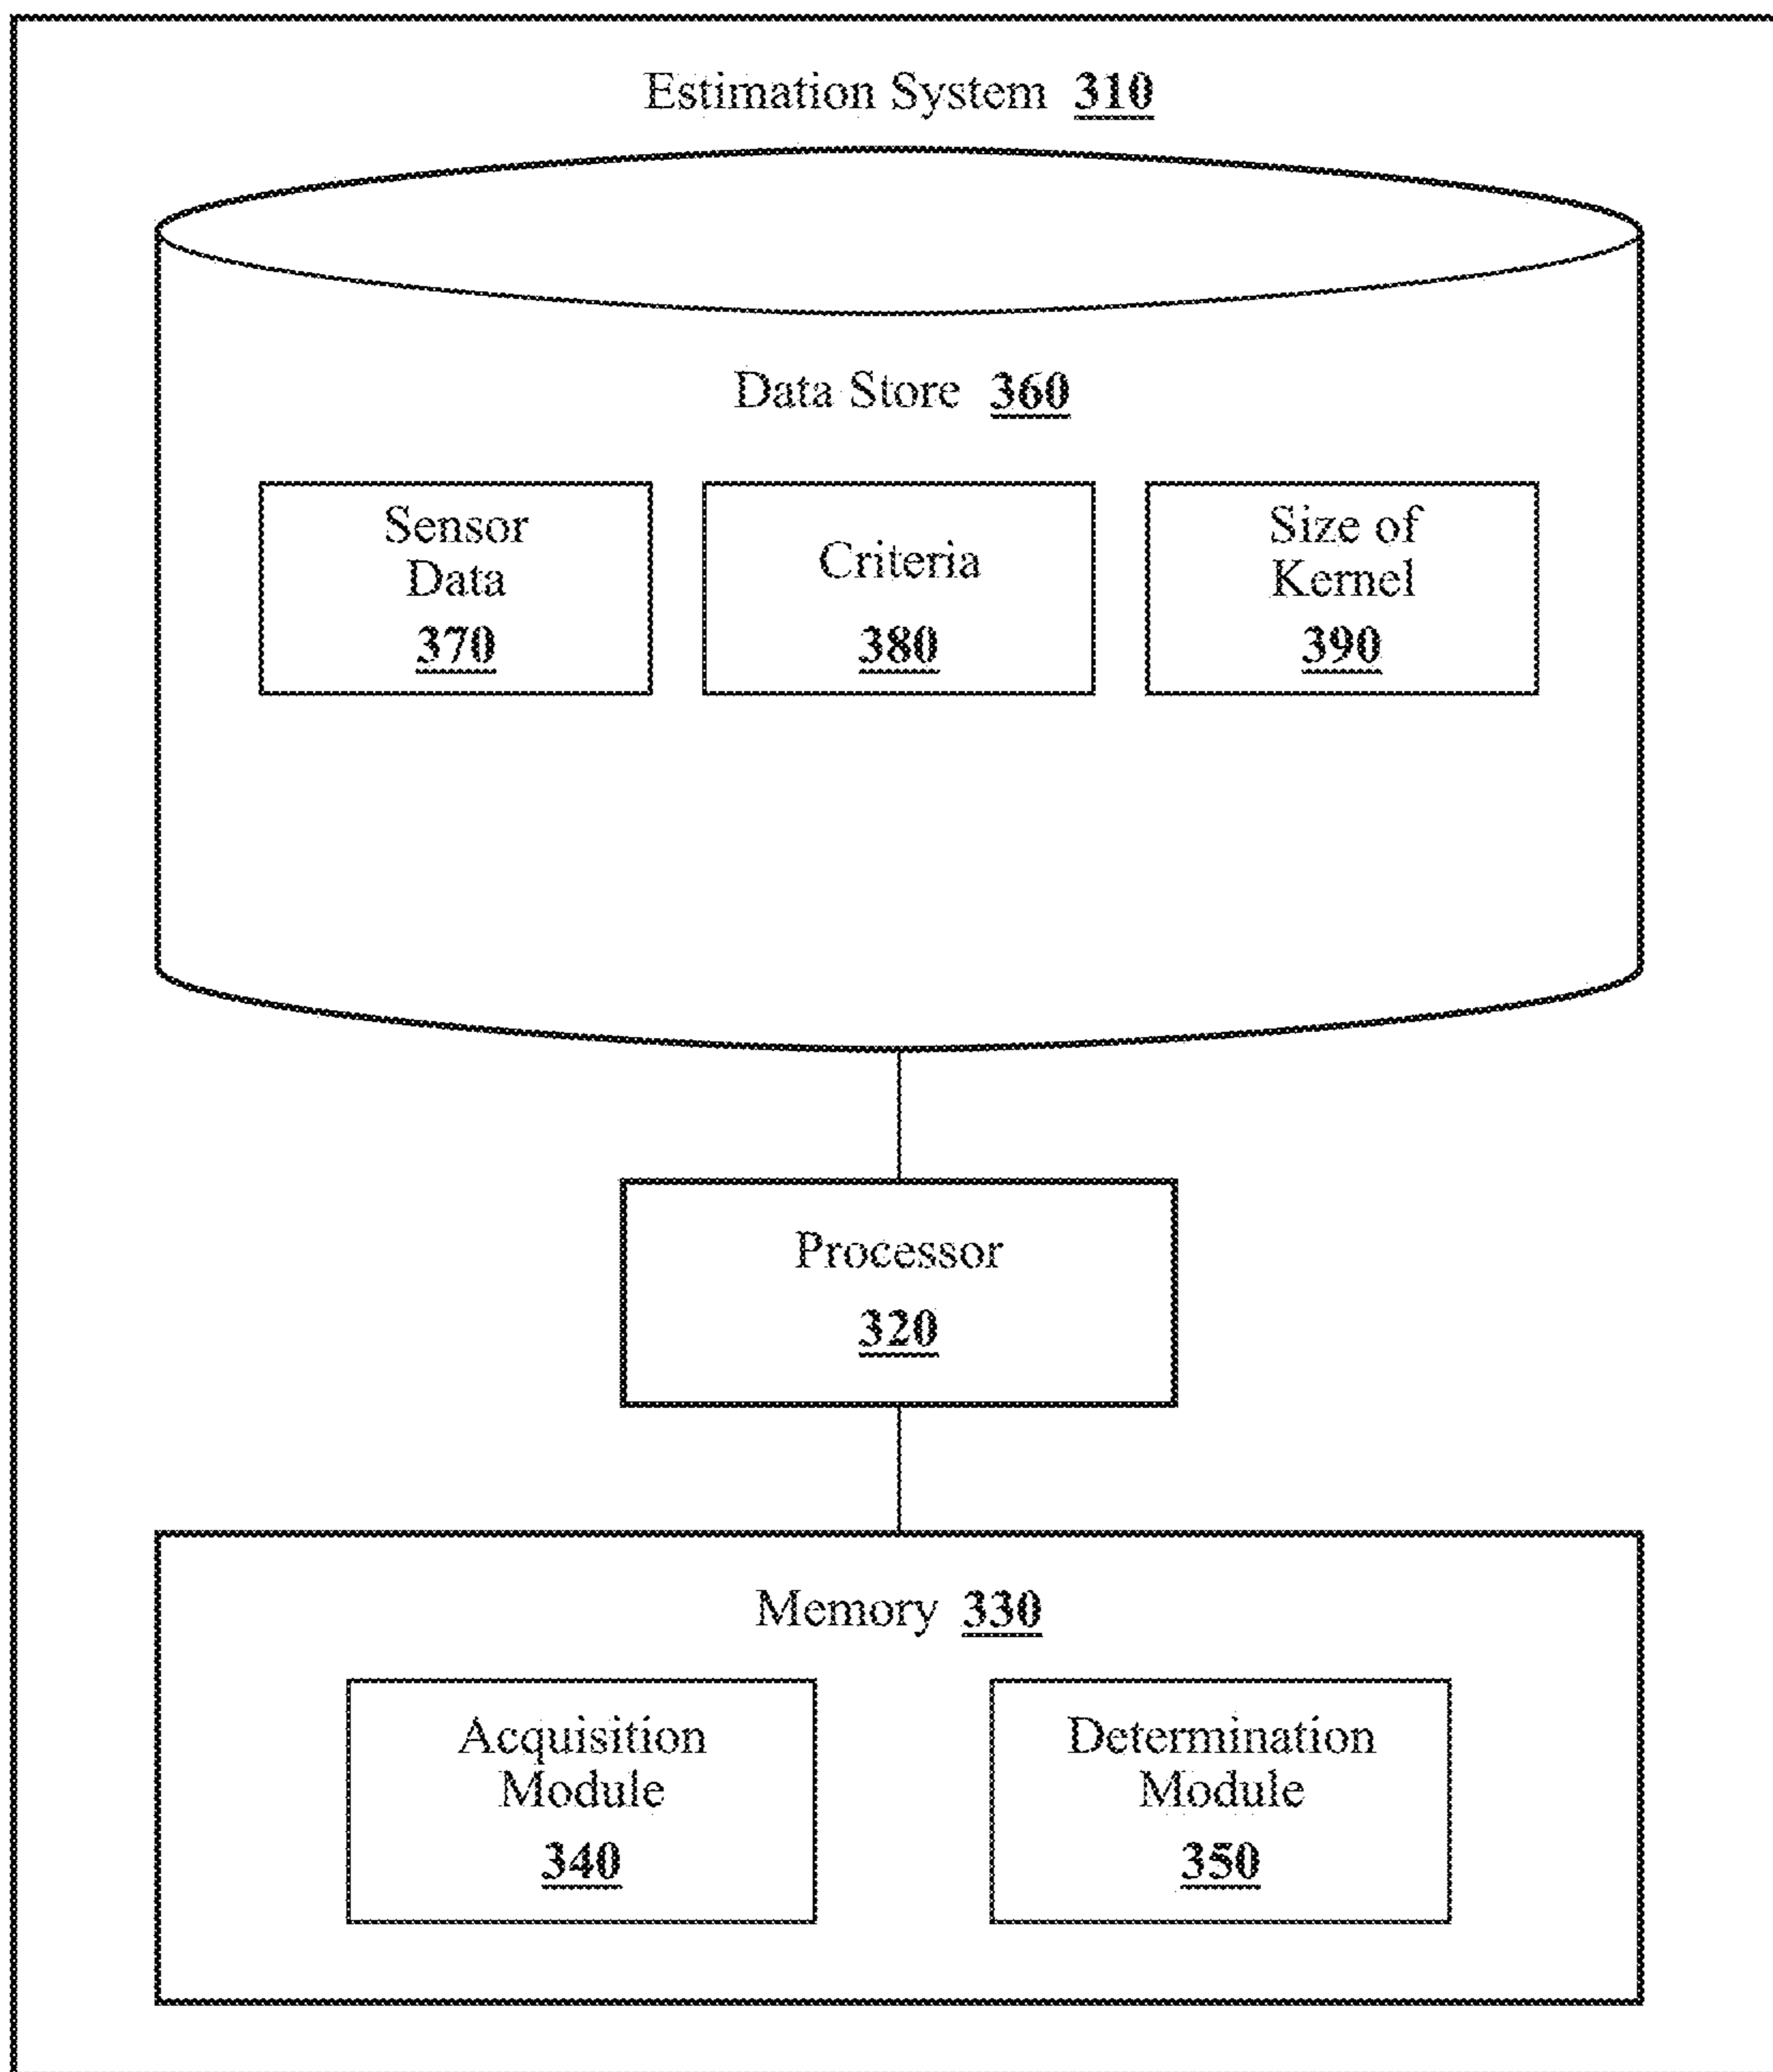 Estimation System 310
Data Store 360
Sensor
Data
370
Criteria
380
Size of
Kernel
390
Processor
320
Memory 330
Acquisition
Module
340
Determination
Module
350